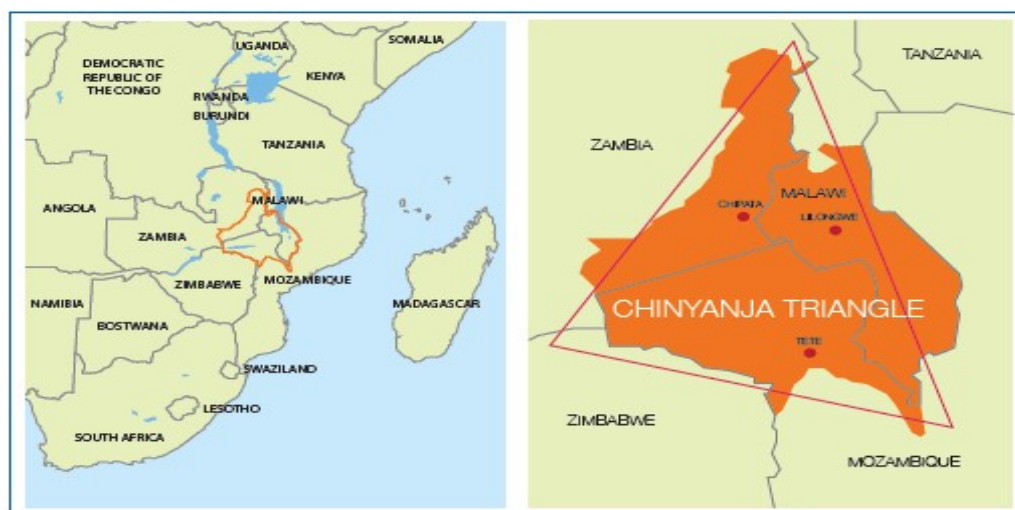 SOMALIA
UGANDA
DEMOCRATIC
REPUBLIC OF
THE CONGO
KENYA
RWANDA
BURUNDI
TANZANIA
MALAWI
ANGOLA
ZAMBIA
ZIMBABWE
MOZAMBIQUE
MADAGASCAR
NAMIBIA
BOSTWANA
SWAZILAND
LESOTHO
SOUTH AFRICA
TANZANIA
ZAMBIA
MALAWI
CHIPATA
LILONGWE
CHINYANJA TRIANGLE
TETE
ZIMBABWE
MOZAMBIQUE